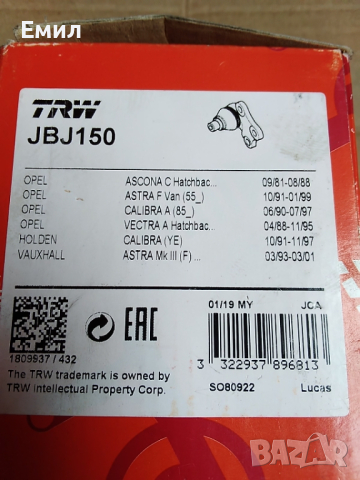 Емил
TRW
JBJ150
OPEL ASCONA C Hatchbac... 09/81-08/88
OPEL ASTRA F Van (55_) 10/91-01/99
OPEL CALIBRA A (85_) 06/90-07/97
OPEL VECTRA A Hatchbac.. 04/88-11/95
HOLDEN CALIBRA (YE) 10/91-11/97
VAUXHALL ASTRA Mk III (F) ... 03/93-03/01
01/19 MY JCA
EAC
1809937 / 432
3 322937 896813
The TRW trademark is owned by
TRW Intellectual Property Corp.
SO80922 Lucas
BAZAR